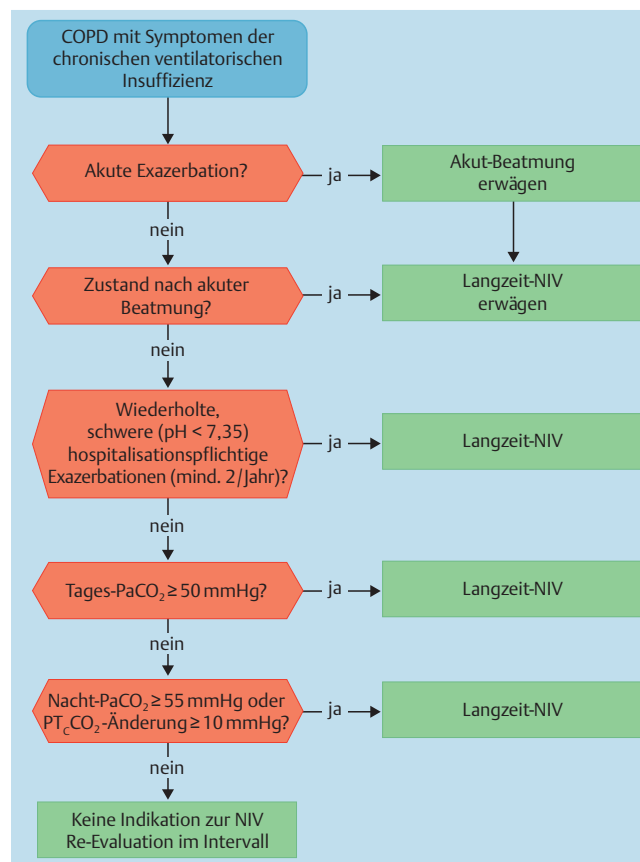 COPD mit Symptomen der
chronischen ventilatorischen
Insuffizienz
Akute Exazerbation?
ja
Akut-Beatmung
erwägen
nein
Zustand nach akuter
Beatmung?
ja
Langzeit-NIV
erwägen
nein
Wiederholte,
schwere (pH < 7,35)
hospitalisationspflichtige
Exazerbationen (mind. 2/Jahr)?
ja
Langzeit-NIV
nein
Tages-PaCO₂ ≥ 50 mmHg?
ja
Langzeit-NIV
nein
Nacht-PaCO₂ ≥ 55 mmHg oder
PTcCO₂-Änderung ≥ 10 mmHg?
ja
Langzeit-NIV
nein
Keine Indikation zur NIV
Re-Evaluation im Intervall